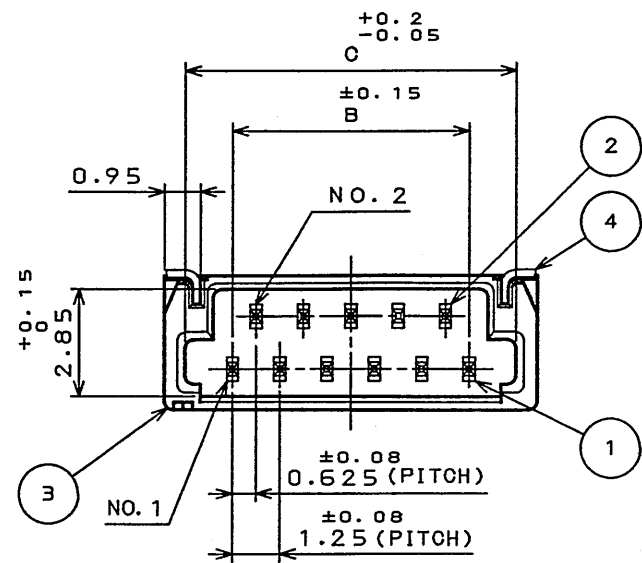 +0.2
-0.05
C
±0.15
B
2
0.95
NO. 2
4
+0.15
0
2.85
3
1
±0.08
0.625 (PITCH)
NO. 1
±0.08
1.25 (PITCH)